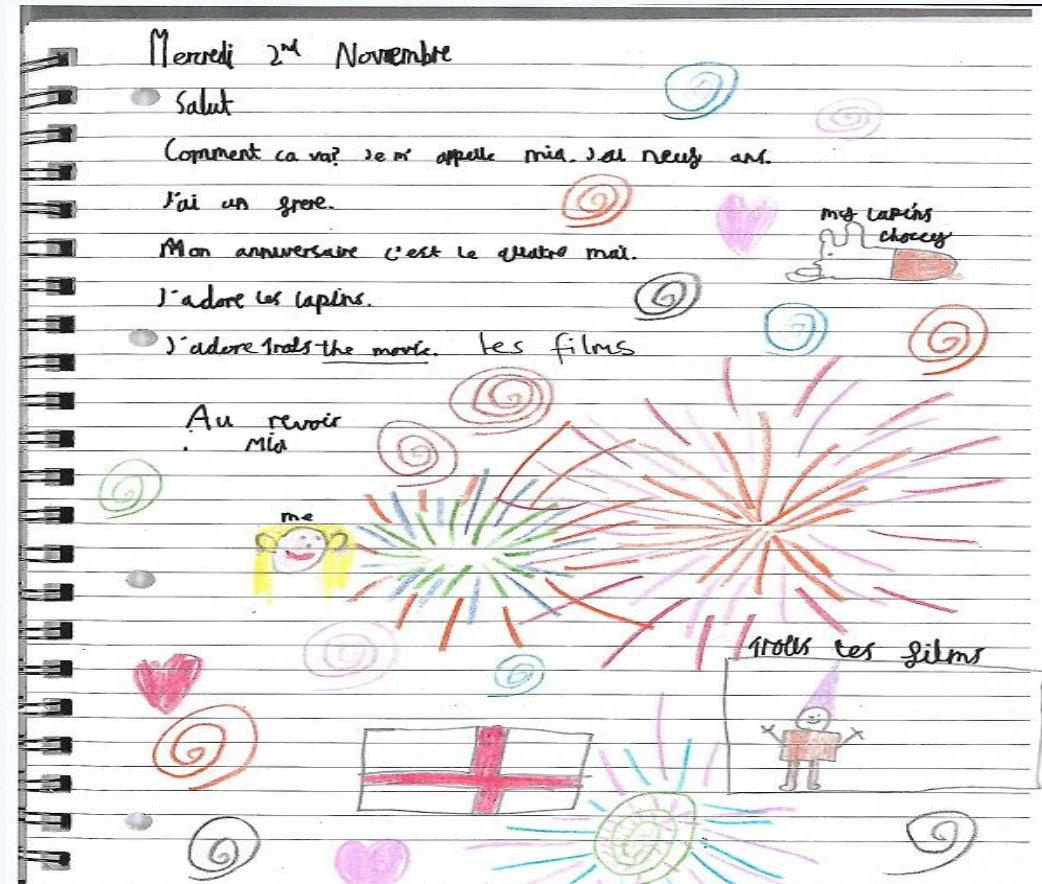 Mercredi 2nd Novembre
Salut
Comment ca va? Je m'appelle mia. J'ai neuf ans.
J'ai un frere.
my lapins
choccy
Mon anniversaire c'est le quatre mai.
J'adore les lapins.
J'adore trolls the movie. les films
Au revoir
Mia
me
Trolls les films